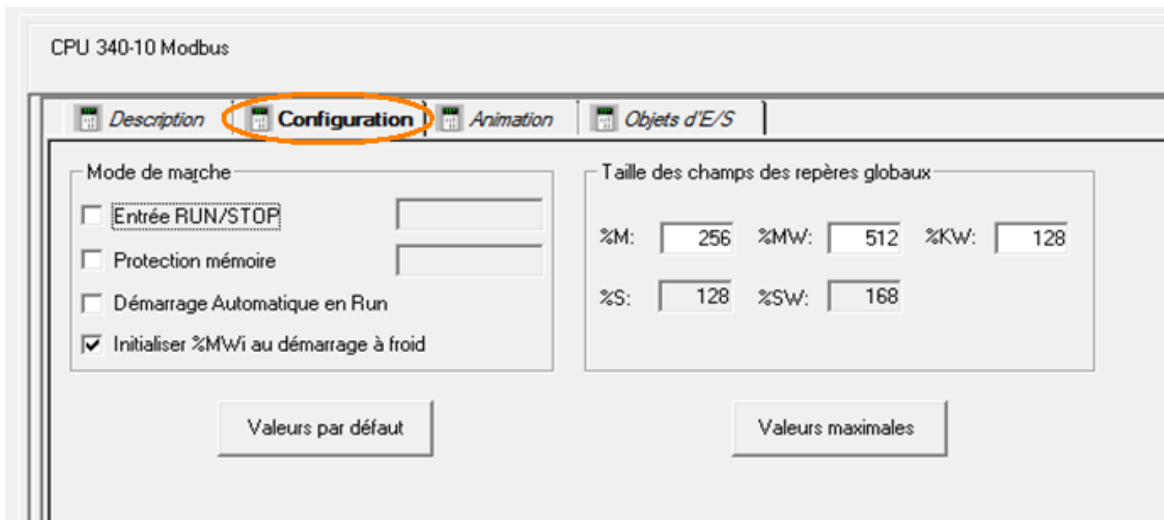 CPU 340-10 Modbus
Description Configuration Animation Objets d'E/S
Mode de marche
Entrée RUN/STOP
Protection mémoire
Démarrage Automatique en Run
Initialiser %MWi au démarrage à froid
Taille des champs des repères globaux
%M: 256 %MW: 512 %KW: 128
%S: 128 %SW: 168
Valeurs par défaut
Valeurs maximales